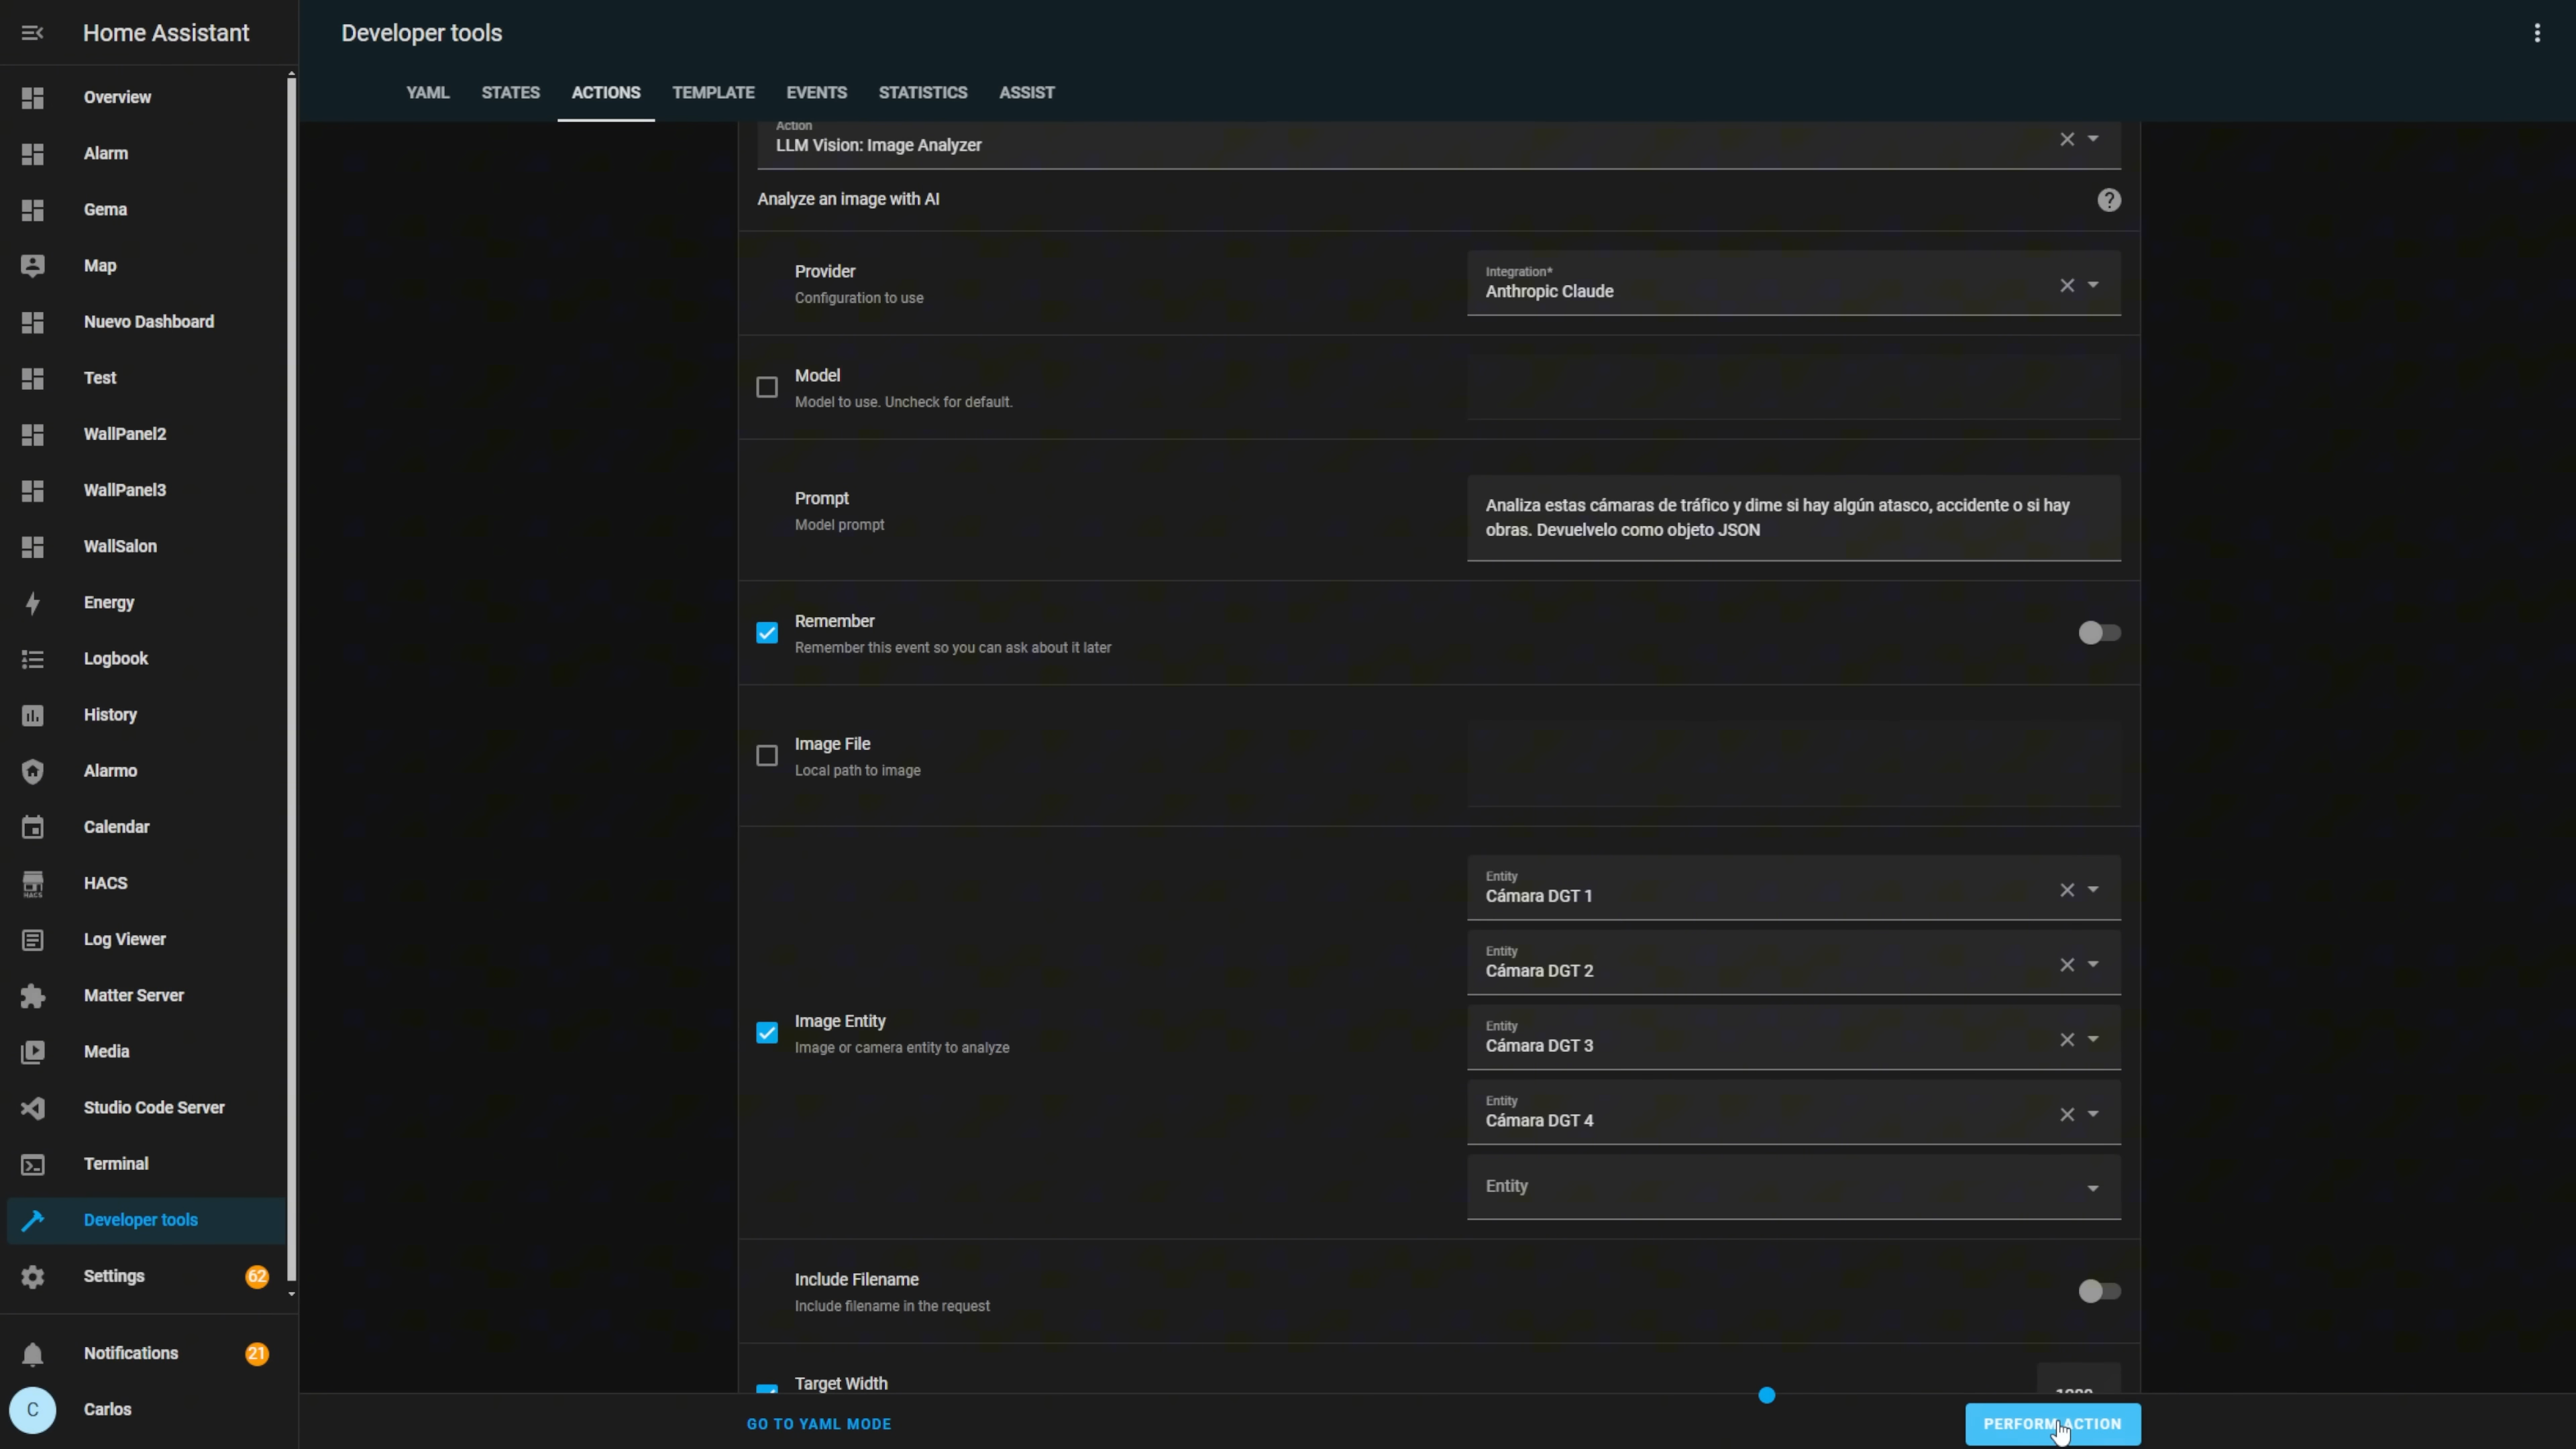 Home Assistant
Overview
Alarm
Gema
Map
Nuevo Dashboard
Test
WallPanel2
WallPanel3
WallSalon
Energy
Logbook
History
Alarmo
Calendar
HACS
HACS
Log Viewer
Matter Server
Media
Studio Code Server
Terminal
Developer tools
Settings 62
Notifications 21
C Carlos
Developer tools
YAML STATES ACTIONS TEMPLATE EVENTS STATISTICS ASSIST
Action
LLM Vision: Image Analyzer
Analyze an image with AI
Provider
Configuration to use
Integration*
Anthropic Claude
Model
Model to use. Uncheck for default.
Prompt
Model prompt
Analiza estas cámaras de tráfico y dime si hay algún atasco, accidente o si hay
obras. Devuelvelo como objeto JSON
Remember
Remember this event so you can ask about it later
Image File
Local path to image
Image Entity
Image or camera entity to analyze
Entity
Cámara DGT 1
Entity
Cámara DGT 2
Entity
Cámara DGT 3
Entity
Cámara DGT 4
Entity
Include Filename
Include filename in the request
Target Width
GO TO YAML MODE
PERFORM ACTION